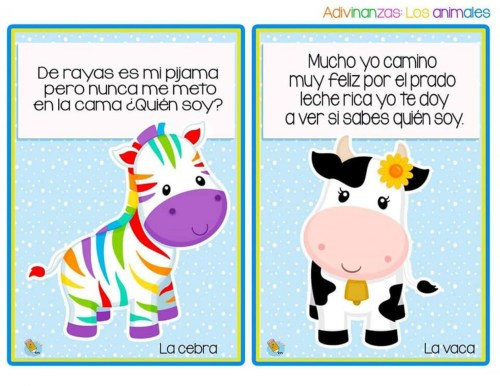 Adivinanzas: Los animales
De rayas es mi pijama
pero nunca me meto
en la cama ¿Quién soy?
La cebra
Mucho yo camino
muy feliz por el prado
leche rica yo te doy
a ver si sabes quién soy.
La vaca